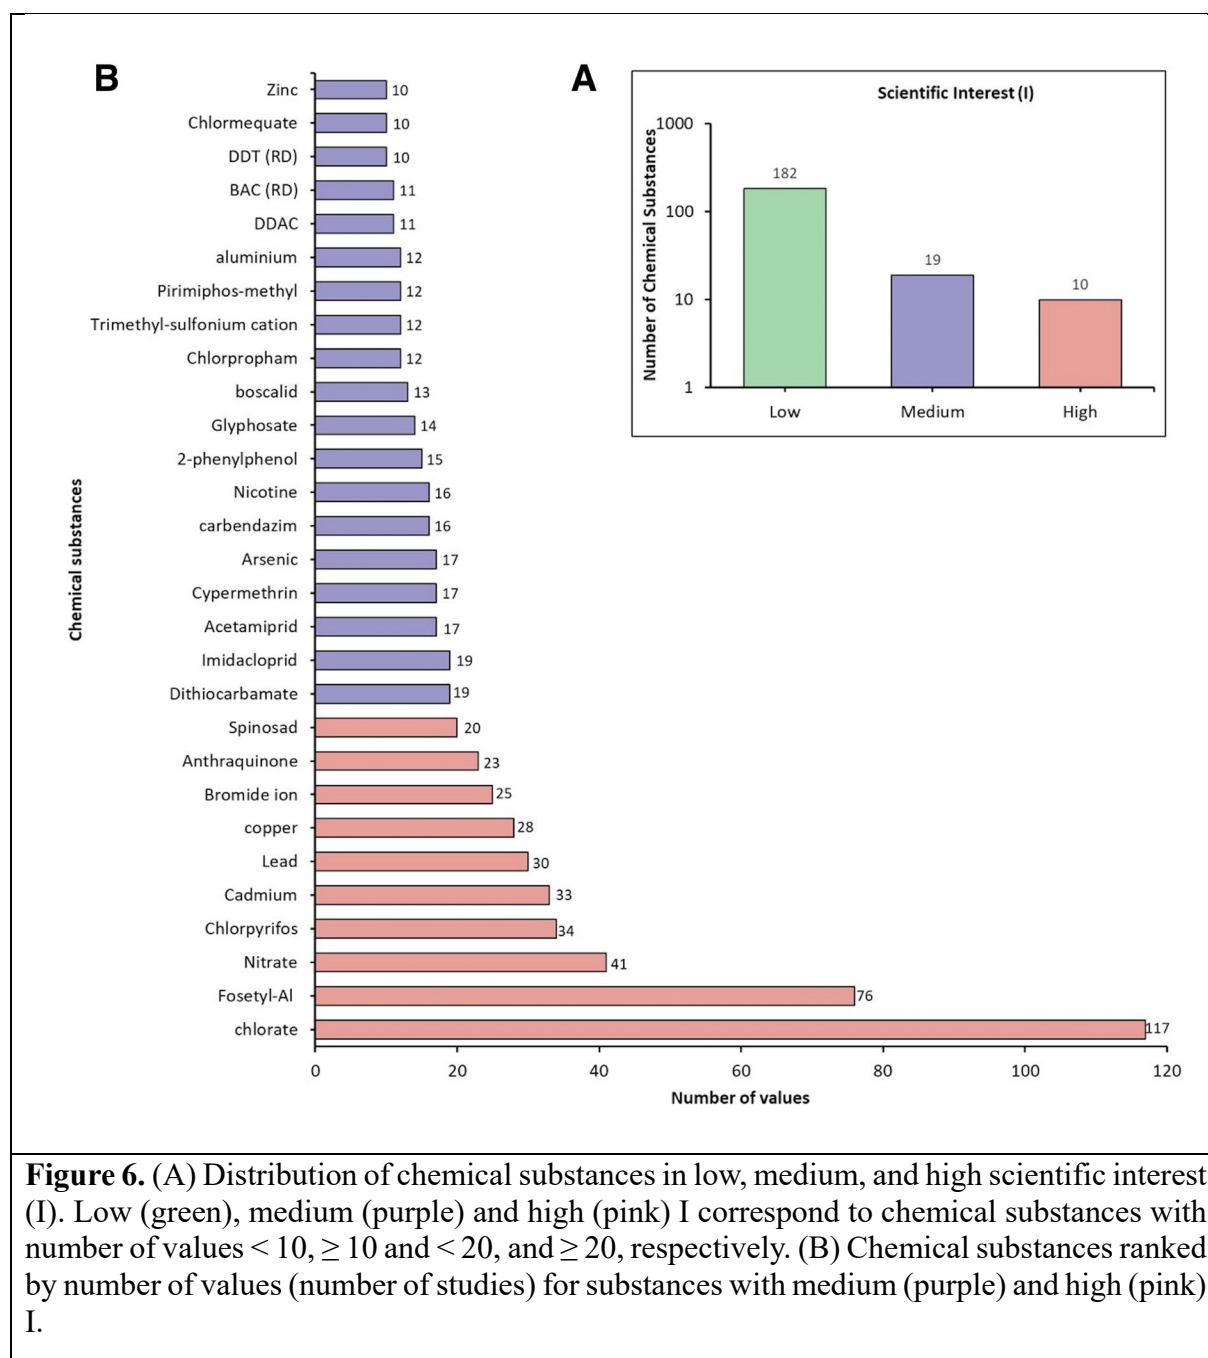 B
Zinc 10
Chlormequate 10
DDT (RD) 10
BAC (RD) 11
DDAC 11
aluminium 12
Pirimiphos-methyl 12
Trimethyl-sulfonium cation 12
Chlorpropham 12
boscalid 13
Glyphosate 14
2-phenylphenol 15
Nicotine 16
carbendazim 16
Arsenic 17
Cypermethrin 17
Acetamiprid 17
Imidacloprid 19
Dithiocarbamate 19
Spinosad 20
Anthraquinone 23
Bromide ion 25
copper 28
Lead 30
Cadmium 33
Chlorpyrifos 34
Nitrate 41
Fosetyl-Al 76
chlorate 117
Chemical substances
0 20 40 60 80 100 120
Number of values
A
Scientific Interest (I)
Number of Chemical Substances
1000
100
10
1
182
19
10
Low Medium High
Figure 6. (A) Distribution of chemical substances in low, medium, and high scientific interest
(I). Low (green), medium (purple) and high (pink) I correspond to chemical substances with
number of values < 10, ≥ 10 and < 20, and ≥ 20, respectively. (B) Chemical substances ranked
by number of values (number of studies) for substances with medium (purple) and high (pink)
I.